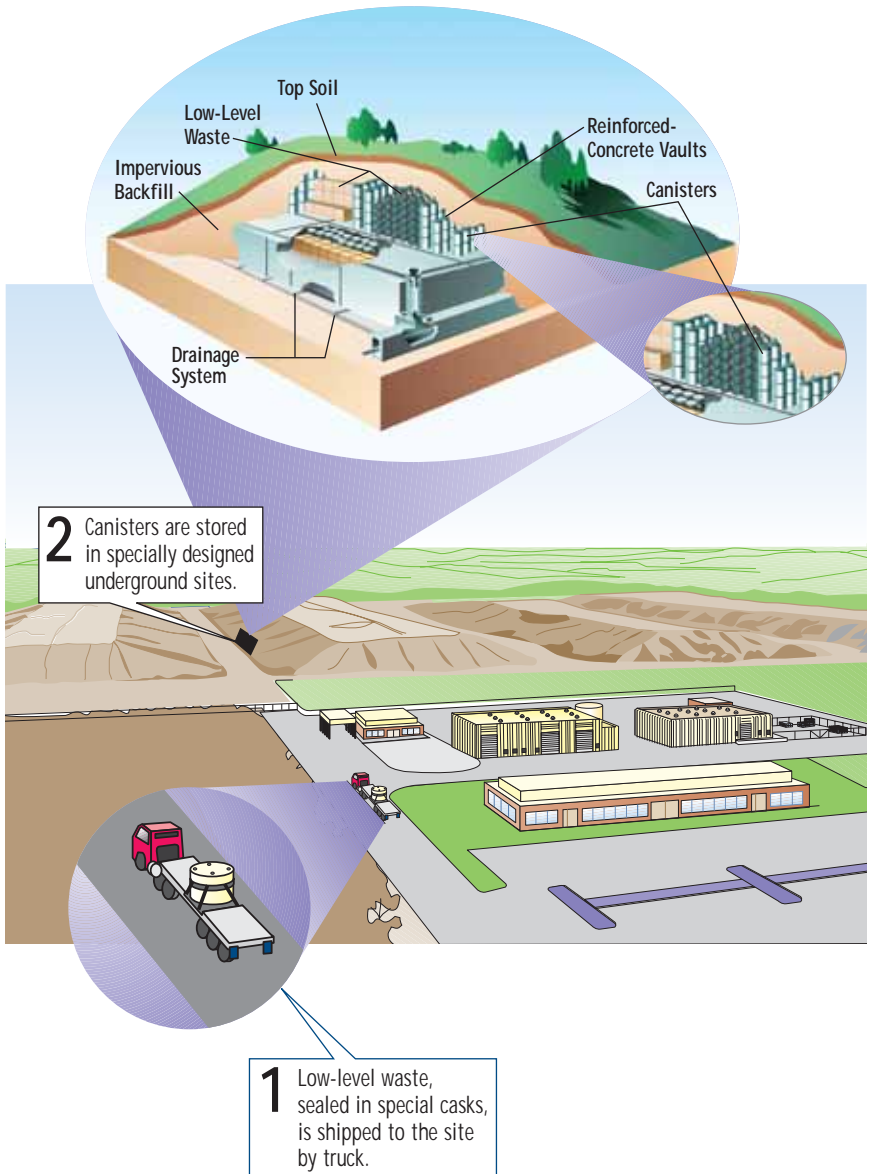 Top Soil
Low-Level
Waste
Impervious
Backfill
Reinforced-
Concrete Vaults
Canisters
Drainage
System
2 Canisters are stored
in specially designed
underground sites.
1 Low-level waste,
sealed in special casks,
is shipped to the site
by truck.